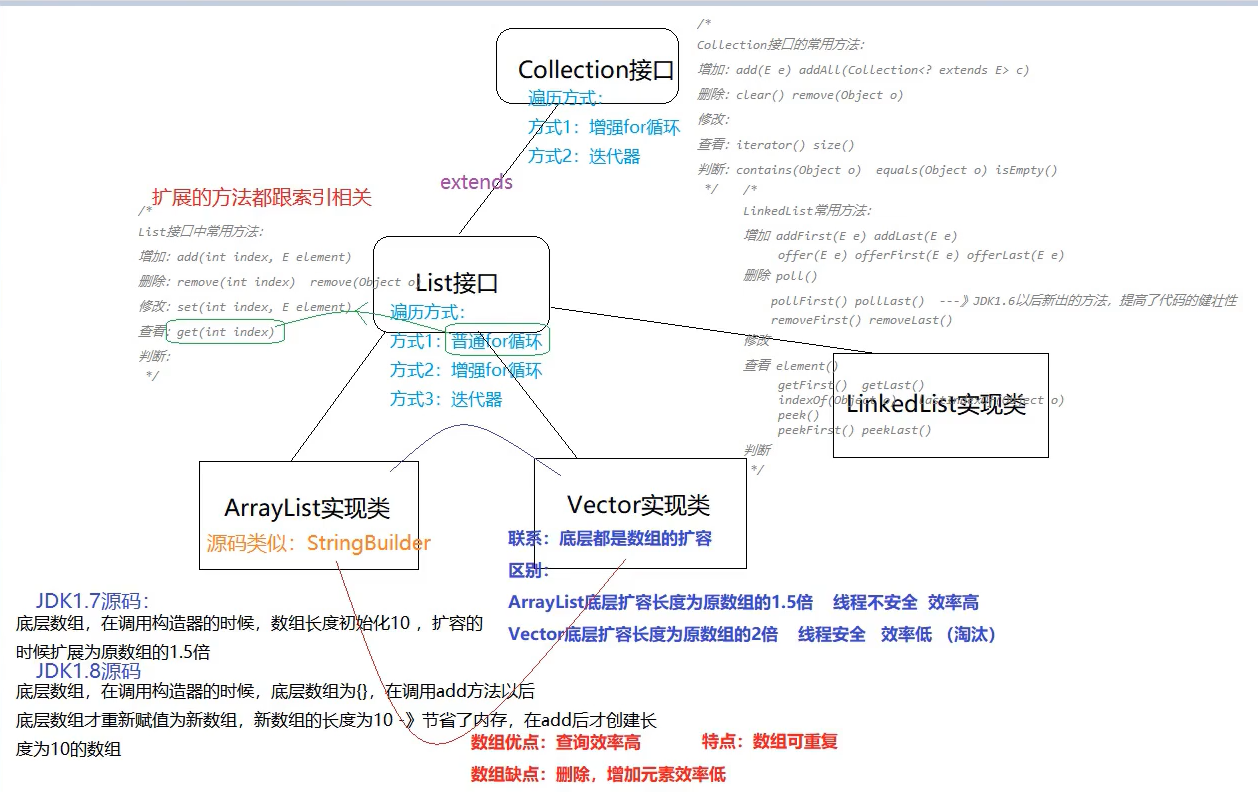 /*
Collection接口的常用方法:
增加: add(E e) addAll(Collection<? extends E> c)
删除: clear() remove(Object o)
修改:
查看: iterator() size()
判断: contains(Object o)  equals(Object o) isEmpty()
*/
Collection接口
遍历方式:
方式1: 增强for循环
方式2: 迭代器
extends
扩展的方法都跟索引相关
/*
List接口中常用方法:
增加: add(int index, E element)
删除: remove(int index)  remove(Object o
修改: set(int index, E element)
查看: get(int index)
判断:
*/
List接口
遍历方式:
方式1: 普通for循环
方式2: 增强for循环
方式3: 迭代器
/*
LinkedList常用方法:
增加 addFirst(E e) addLast(E e)
offer(E e) offerFirst(E e) offerLast(E e)
删除 poll()
pollFirst() pollLast()  ---》JDK1.6以后新出的方法，提高了代码的健壮性
removeFirst() removeLast()
修改
查看 element()
getFirst()  getLast()
indexOf(Object o)  lastIndexOf(Object o)
peek()
peekFirst() peekLast()
判断
*/
LinkedList实现类
ArrayList实现类
源码类似: StringBuilder
Vector实现类
联系: 底层都是数组的扩容
区别:
ArrayList底层扩容长度为原数组的1.5倍  线程不安全  效率高
Vector底层扩容长度为原数组的2倍  线程安全  效率低 （淘汰）
JDK1.7源码:
底层数组，在调用构造器的时候，数组长度初始化10 ，扩容的
时候扩展为原数组的1.5倍
JDK1.8源码
底层数组，在调用构造器的时候，底层数组为{}，在调用add方法以后
底层数组才重新赋值为新数组，新数组的长度为10 -》节省了内存，在add后才创建长
度为10的数组
数组优点: 查询效率高
特点: 数组可重复
数组缺点: 删除，增加元素效率低